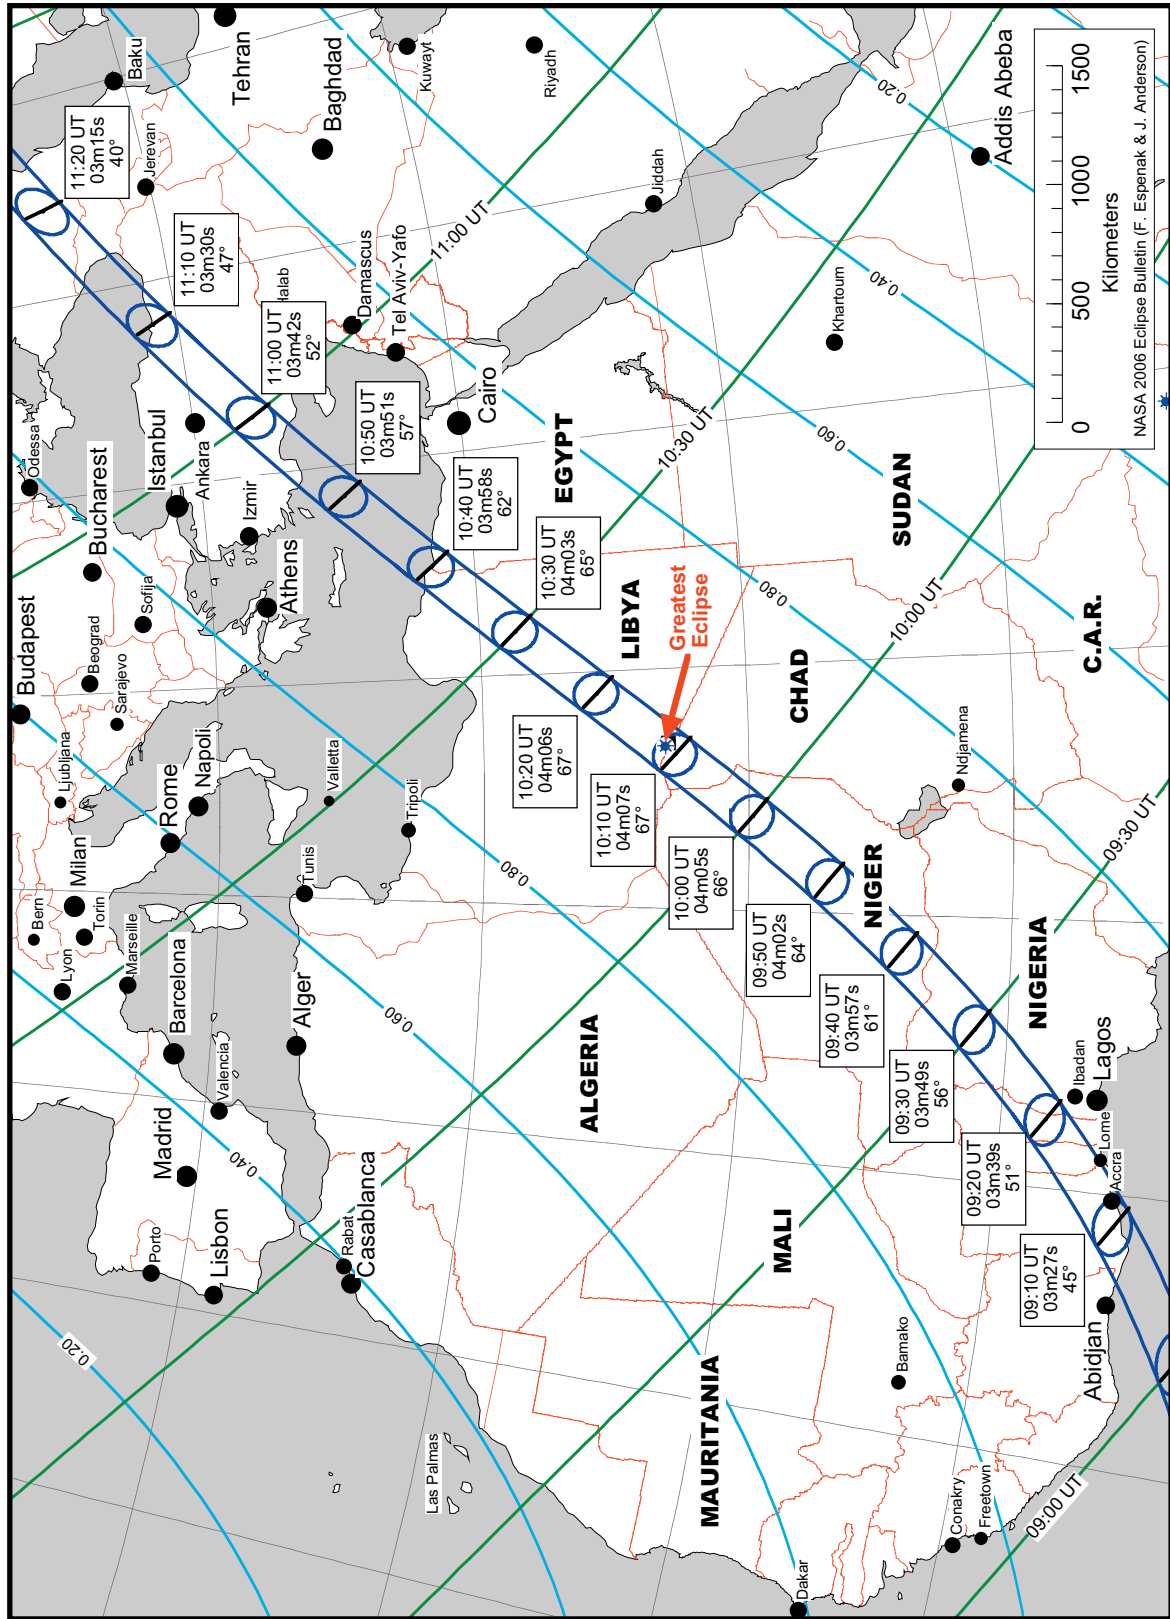 Budapest
Ljubljana
Bern
Milan
Torin
Lyon
Marseille
Rome
Napoli
Barcelona
Valencia
Madrid
Porto
Lisbon
Odessa
Bucharest
Beograd
Sarajevo
Sofija
Istanbul
Ankara
Izmir
Athens
Baku
Tehran
Jerevan
Baghdad
Kuwayt
Riyadh
Halab
Damascus
Tel Aviv-Yafo
Cairo
Jiddah
Khartoum
Addis Abeba
Valletta
Tripoli
Tunis
Alger
Rabat
Casablanca
Las Palmas
Dakar
Conakry
Freetown
Bamako
Abidjan
Accra
Lome
Lagos
Ibadan
Ndjamena
EGYPT
LIBYA
SUDAN
CHAD
C.A.R.
NIGER
NIGERIA
ALGERIA
MALI
MAURITANIA
Greatest
Eclipse
11:20 UT
03m15s
40°
11:10 UT
03m30s
47°
11:00 UT
03m42s
52°
10:50 UT
03m51s
57°
10:40 UT
03m58s
62°
10:30 UT
04m03s
65°
10:20 UT
04m06s
67°
10:10 UT
04m07s
67°
10:00 UT
04m05s
66°
09:50 UT
04m02s
64°
09:40 UT
03m57s
61°
09:30 UT
03m49s
56°
09:20 UT
03m39s
51°
09:10 UT
03m27s
45°
11:00 UT
10:30 UT
10:00 UT
09:30 UT
09:00 UT
0.20
0.40
0.60
0.80
0.80
0.60
0.40
0.20
0
500
1000
1500
Kilometers
NASA 2006 Eclipse Bulletin (F. Espenak & J. Anderson)